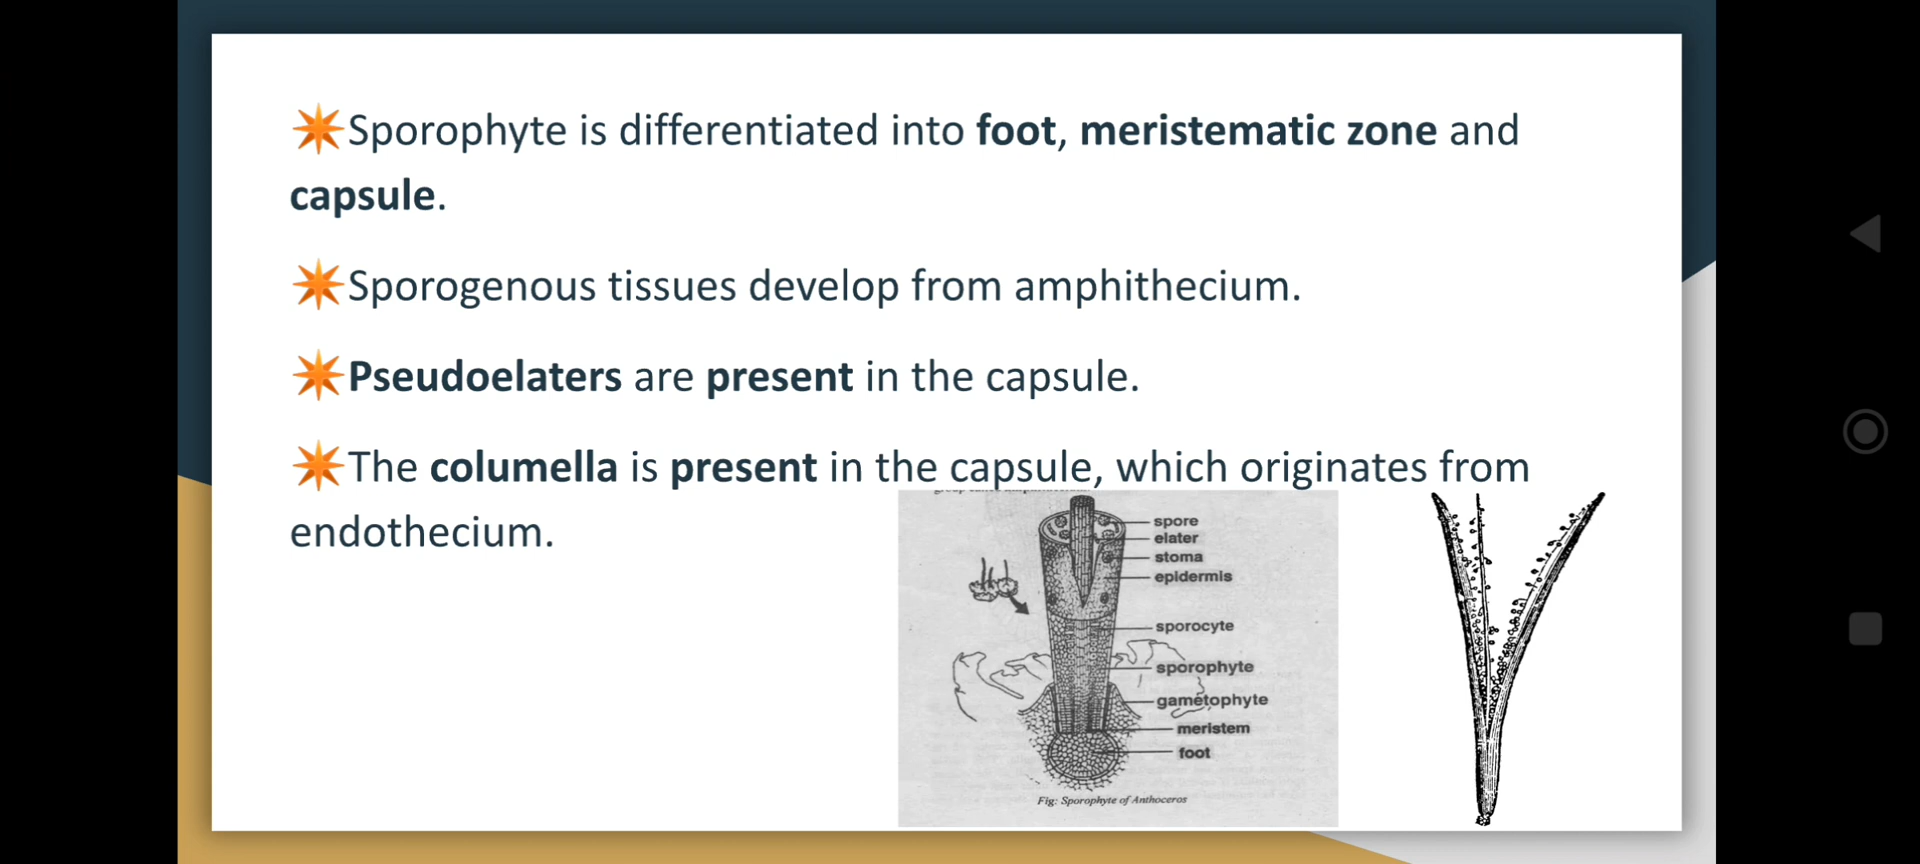 Sporophyte is differentiated into foot, meristematic zone and
capsule.
Sporogenous tissues develop from amphithecium.
Pseudoelaters are present in the capsule.
The columella is present in the capsule, which originates from
endothecium.
spore
elater
stoma
epidermis
sporocyte
sporophyte
gametophyte
meristem
foot
Fig: Sporophyte of Anthoceros